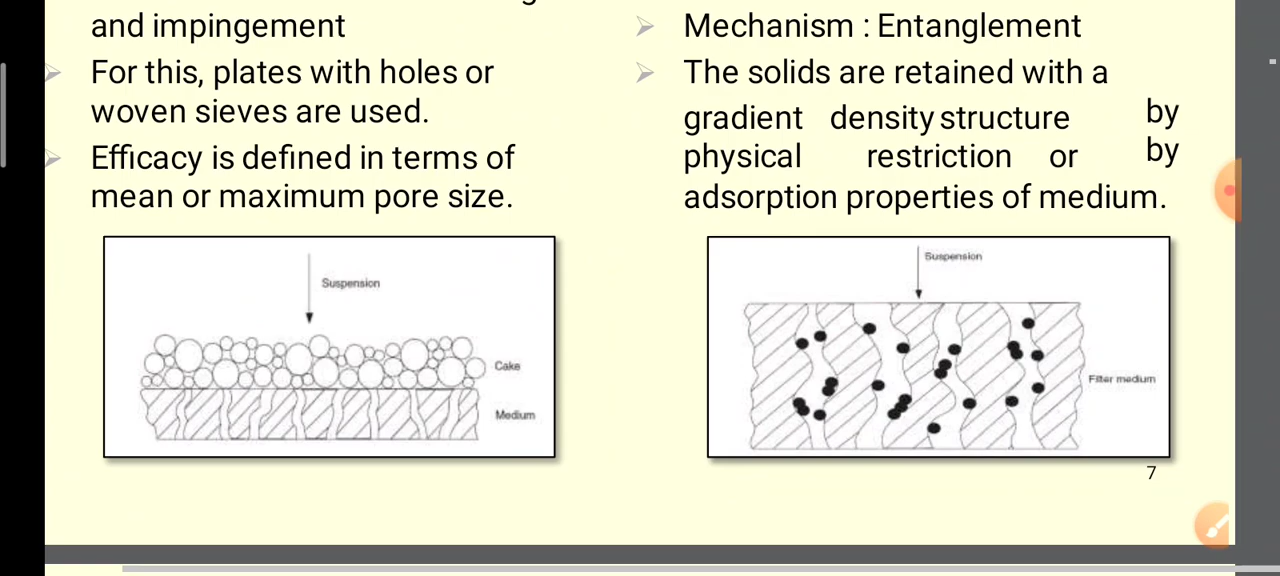 and impingement
For this, plates with holes or
woven sieves are used.
Efficacy is defined in terms of
mean or maximum pore size.
Suspension
Cake
Medium
Mechanism : Entanglement
The solids are retained with a
gradient density structure by
physical restriction or by
adsorption properties of medium.
Suspension
Filter medium
7